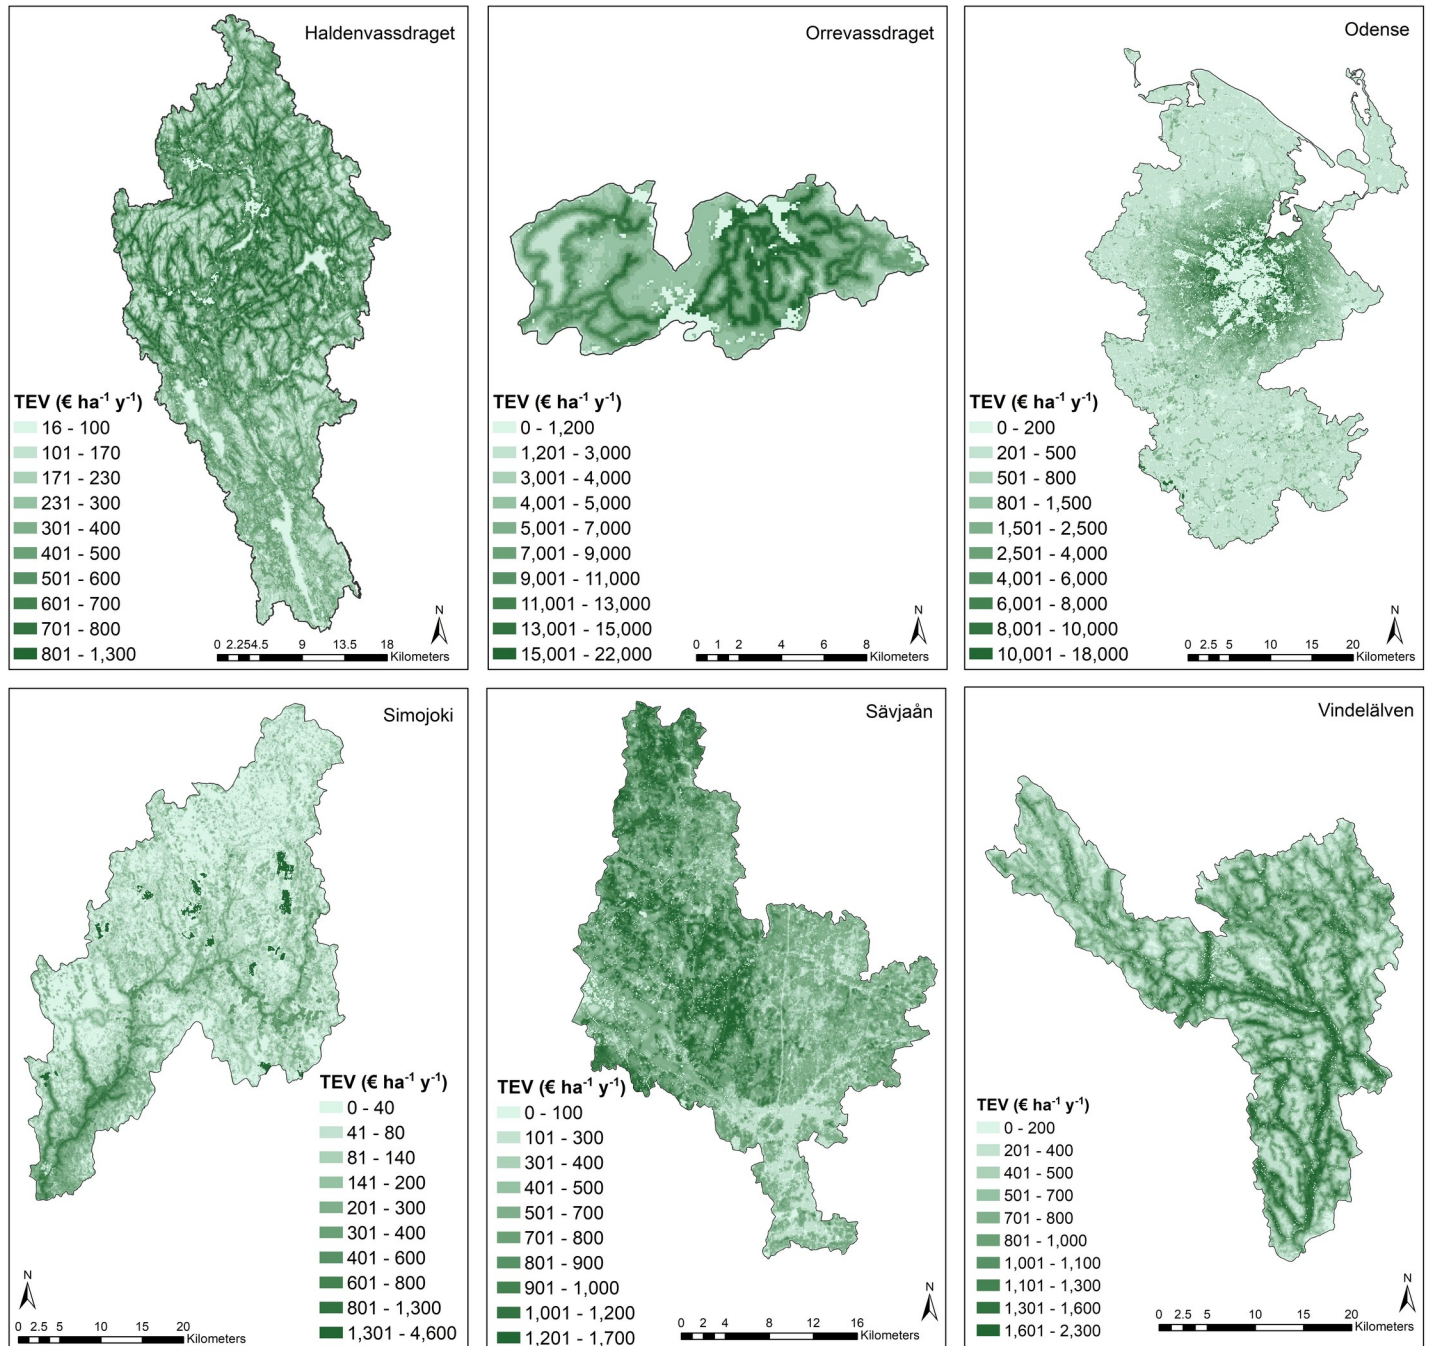 Haldenvassdraget
TEV (€ ha-1 y-1)
16 - 100
101 - 170
171 - 230
231 - 300
301 - 400
401 - 500
501 - 600
601 - 700
701 - 800
801 - 1,300
N
0 2.254.5 9 13.5 18
Kilometers
Orrevassdraget
TEV (€ ha-1 y-1)
0 - 1,200
1,201 - 3,000
3,001 - 4,000
4,001 - 5,000
5,001 - 7,000
7,001 - 9,000
9,001 - 11,000
11,001 - 13,000
13,001 - 15,000
15,001 - 22,000
N
0 1 2 4 6 8
Kilometers
Odense
TEV (€ ha-1 y-1)
0 - 200
201 - 500
501 - 800
801 - 1,500
1,501 - 2,500
2,501 - 4,000
4,001 - 6,000
6,001 - 8,000
8,001 - 10,000
10,001 - 18,000
N
0 2.5 5 10 15 20
Kilometers
Simojoki
TEV (€ ha-1 y-1)
0 - 40
41 - 80
81 - 140
141 - 200
201 - 300
301 - 400
401 - 600
601 - 800
801 - 1,300
1,301 - 4,600
N
0 2.5 5 10 15 20
Kilometers
Sävjaån
TEV (€ ha-1 y-1)
0 - 100
101 - 300
301 - 400
401 - 500
501 - 700
701 - 800
801 - 900
901 - 1,000
1,001 - 1,200
1,201 - 1,700
N
0 2 4 8 12 16
Kilometers
Vindelälven
TEV (€ ha-1 y-1)
0 - 200
201 - 400
401 - 500
501 - 700
701 - 800
801 - 1,000
1,001 - 1,100
1,101 - 1,300
1,301 - 1,600
1,601 - 2,300
N
0 2.5 5 10 15 20
Kilometers